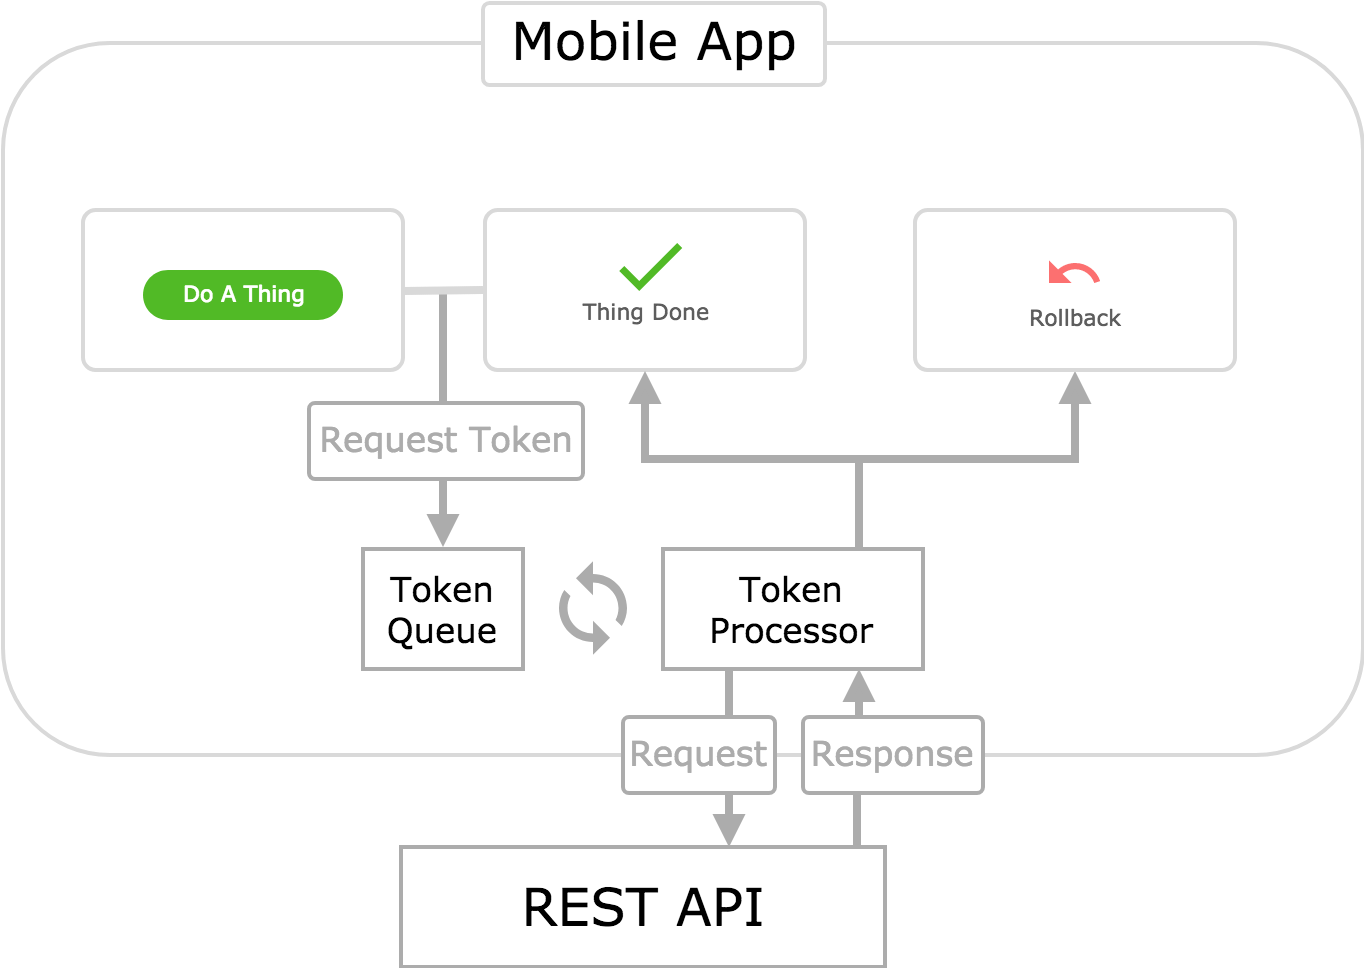 Mobile App
Do A Thing
Thing Done
Rollback
Request Token
Token
Queue
Token
Processor
Request
Response
REST API